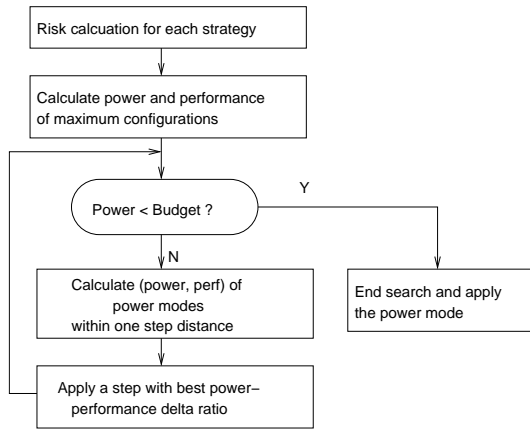 Risk calcuation for each strategy
Calculate power and performance
of maximum configurations
Power < Budget ?
Y
N
Calculate (power, perf) of
power modes
within one step distance
End search and apply
the power mode
Apply a step with best power–
performance delta ratio